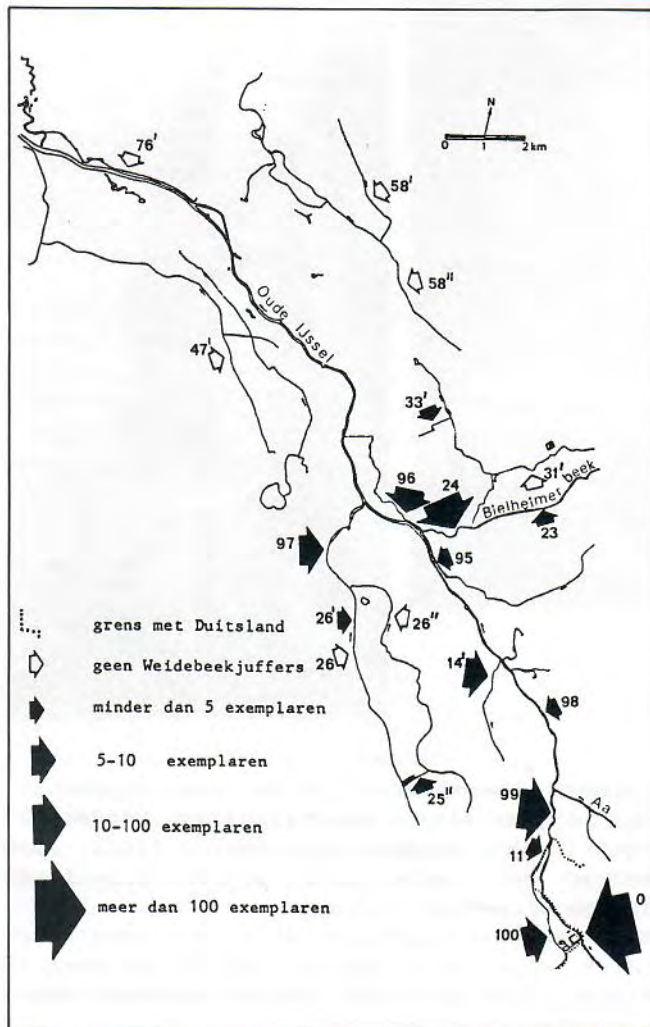 N
0 1 2 km
76'
58'
58"
Oude IJssel
47'
33'
96
24
31'
Bielheimer beek
23
97
95
26'
26"
26
14'
98
25"
99
Aa
11
0
100
grens met Duitsland
geen Weidebeekjuffers
minder dan 5 exemplaren
5-10 exemplaren
10-100 exemplaren
meer dan 100 exemplaren